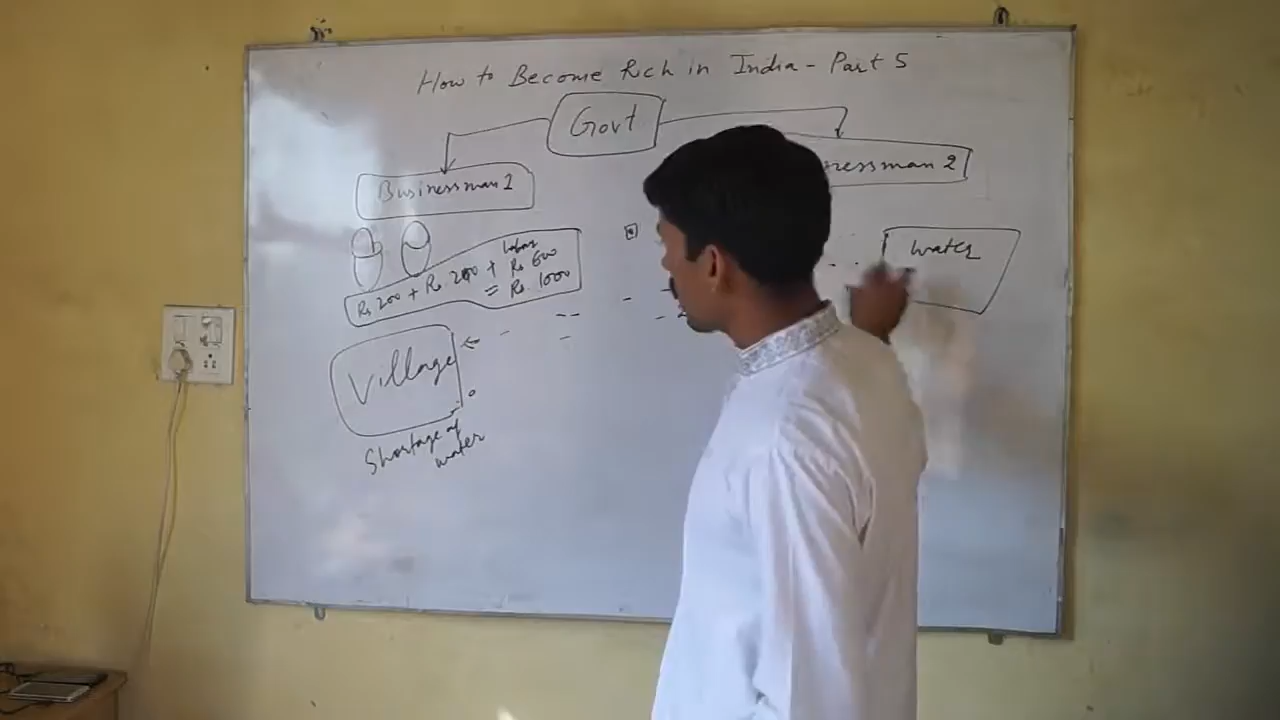 How to Become Rich in India - Part 5
Govt
Businessman 1
nessman 2
labour
Rs 200 + Rs. 200 + Rs 600
= Rs. 1000
water
Village
Shortage of
water